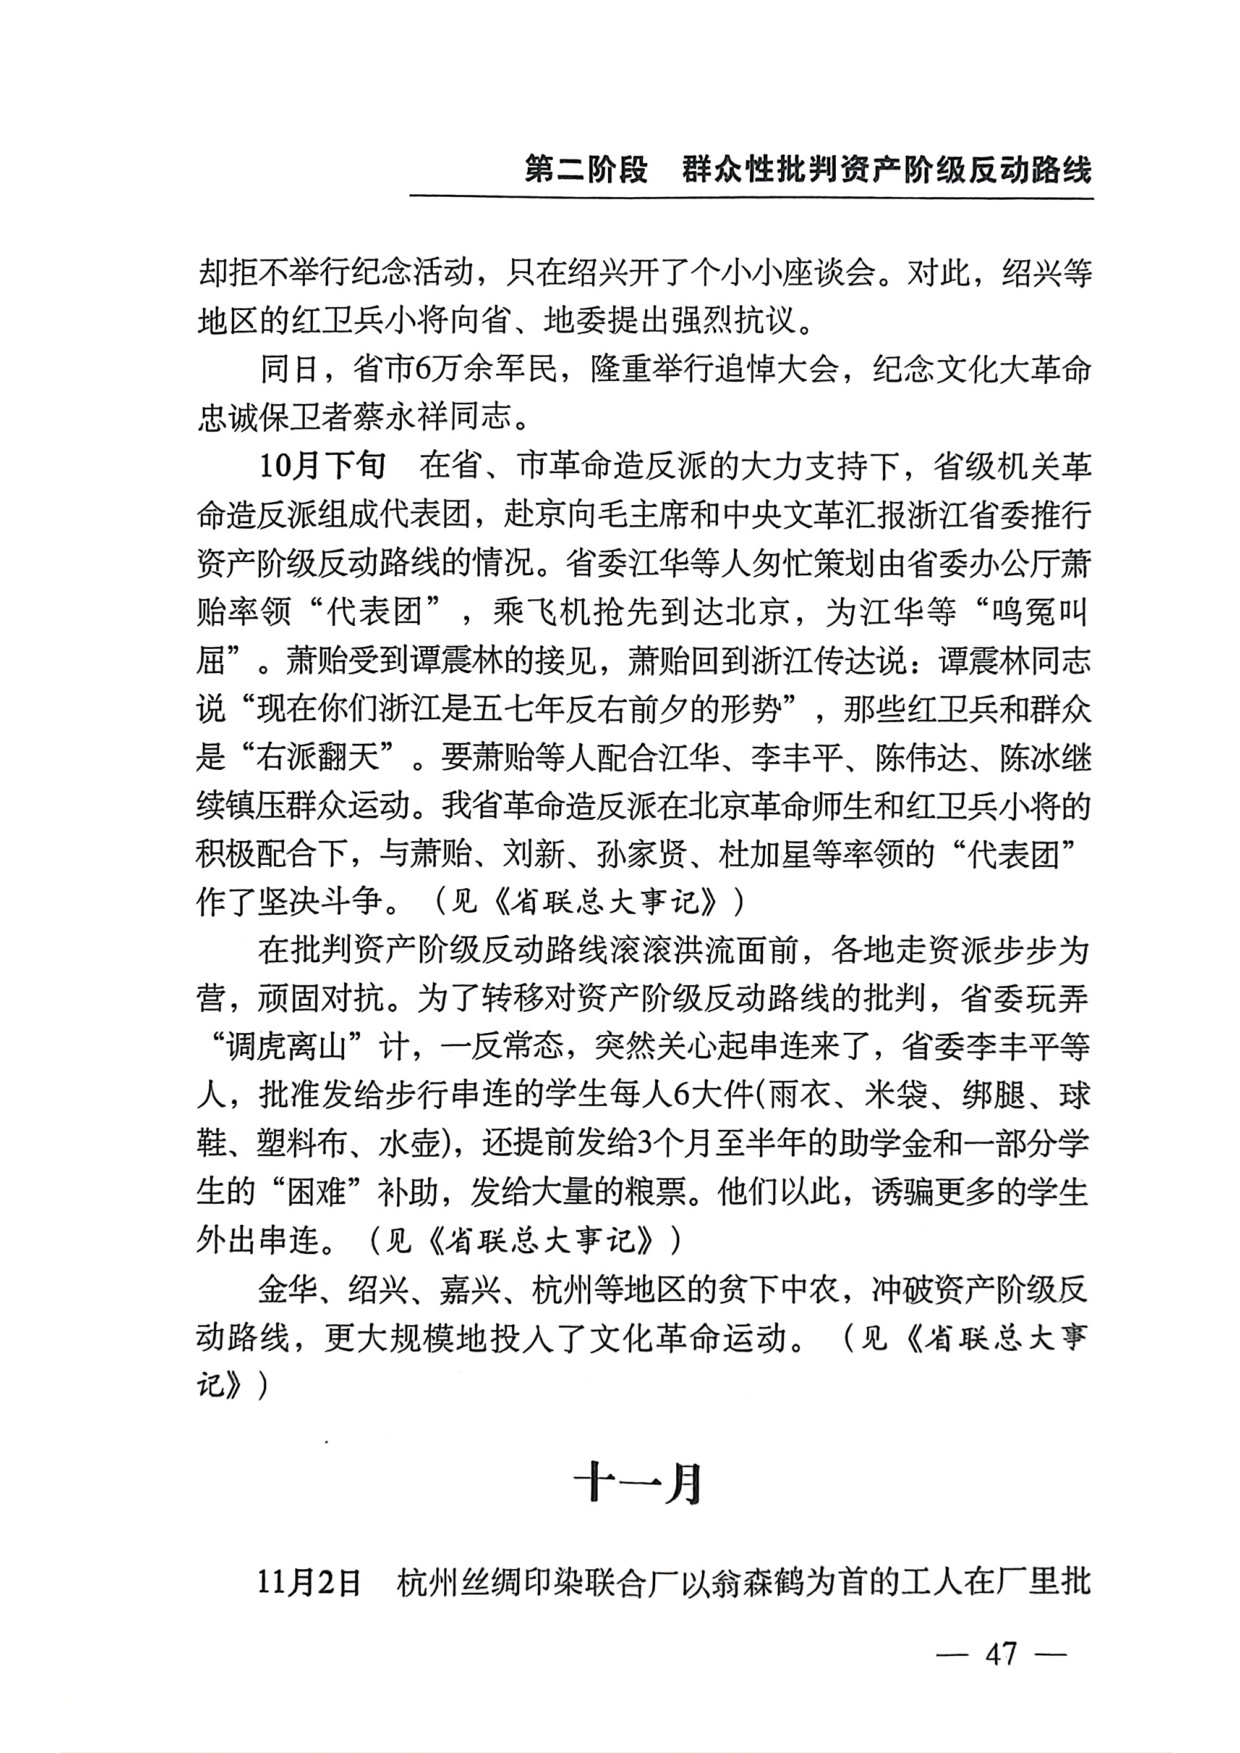 第二阶段　群众性批判资产阶级反动路线
却拒不举行纪念活动，只在绍兴开了个小小座谈会。对此，绍兴等
地区的红卫兵小将向省、地委提出强烈抗议。
同日，省市6万余军民，隆重举行追悼大会，纪念文化大革命
忠诚保卫者蔡永祥同志。
10月下旬　在省、市革命造反派的大力支持下，省级机关革
命造反派组成代表团，赴京向毛主席和中央文革汇报浙江省委推行
资产阶级反动路线的情况。省委江华等人匆忙策划由省委办公厅萧
贻率领“代表团”，乘飞机抢先到达北京，为江华等“鸣冤叫
屈”。萧贻受到谭震林的接见，萧贻回到浙江传达说：谭震林同志
说“现在你们浙江是五七年反右前夕的形势”，那些红卫兵和群众
是“右派翻天”。要萧贻等人配合江华、李丰平、陈伟达、陈冰继
续镇压群众运动。我省革命造反派在北京革命师生和红卫兵小将的
积极配合下，与萧贻、刘新、孙家贤、杜加星等率领的“代表团”
作了坚决斗争。（见《省联总大事记》）
在批判资产阶级反动路线滚滚洪流面前，各地走资派步步为
营，顽固对抗。为了转移对资产阶级反动路线的批判，省委玩弄
“调虎离山”计，一反常态，突然关心起串连来了，省委李丰平等
人，批准发给步行串连的学生每人6大件(雨衣、米袋、绑腿、球
鞋、塑料布、水壶)，还提前发给3个月至半年的助学金和一部分学
生的“困难”补助，发给大量的粮票。他们以此，诱骗更多的学生
外出串连。（见《省联总大事记》）
金华、绍兴、嘉兴、杭州等地区的贫下中农，冲破资产阶级反
动路线，更大规模地投入了文化革命运动。（见《省联总大事
记》）
十一月
11月2日　杭州丝绸印染联合厂以翁森鹤为首的工人在厂里批
— 47 —